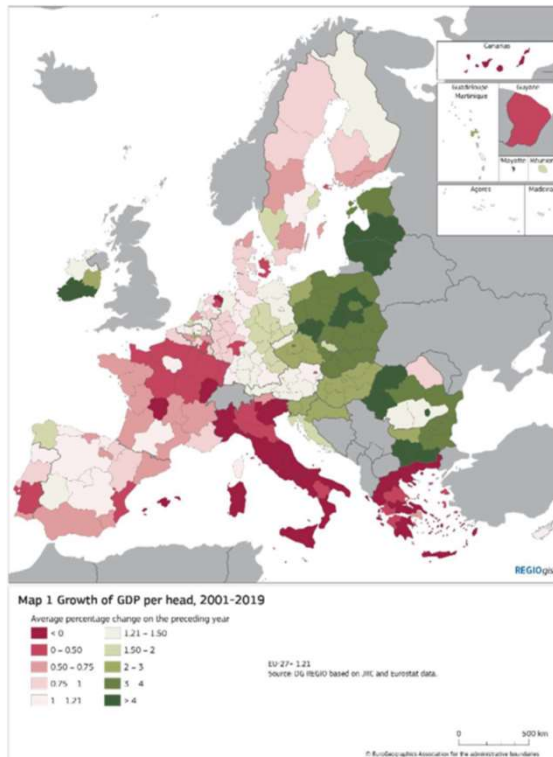 Canarias
Guadeloupe
Martinique
Guyane
Mayotte
Réunion
Açores
Madeira
REGIOgis
Map 1 Growth of GDP per head, 2001-2019
Average percentage change on the preceding year
< 0
0 – 0.50
0.50 – 0.75
0.75 – 1
1 – 1.21
1.21 – 1.50
1.50 – 2
2 – 3
3 – 4
> 4
EU-27= 1.21
Source: DG REGIO based on JRC and Eurostat data.
0 500 km
© EuroGeographics Association for the administrative boundaries